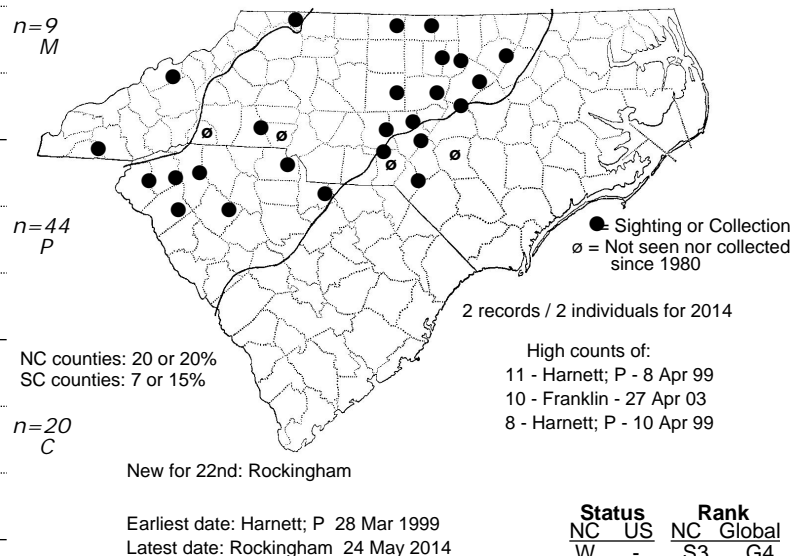 n=9
M
n=44
P
n=20
C
= Sighting or Collection
ø = Not seen nor collected
since 1980
2 records / 2 individuals for 2014
NC counties: 20 or 20%
SC counties: 7 or 15%
High counts of:
11 - Harnett; P - 8 Apr 99
10 - Franklin - 27 Apr 03
8 - Harnett; P - 10 Apr 99
New for 22nd: Rockingham
Earliest date: Harnett; P 28 Mar 1999
Latest date: Rockingham 24 May 2014
Status Rank
NC US NC Global
W - S3 G4